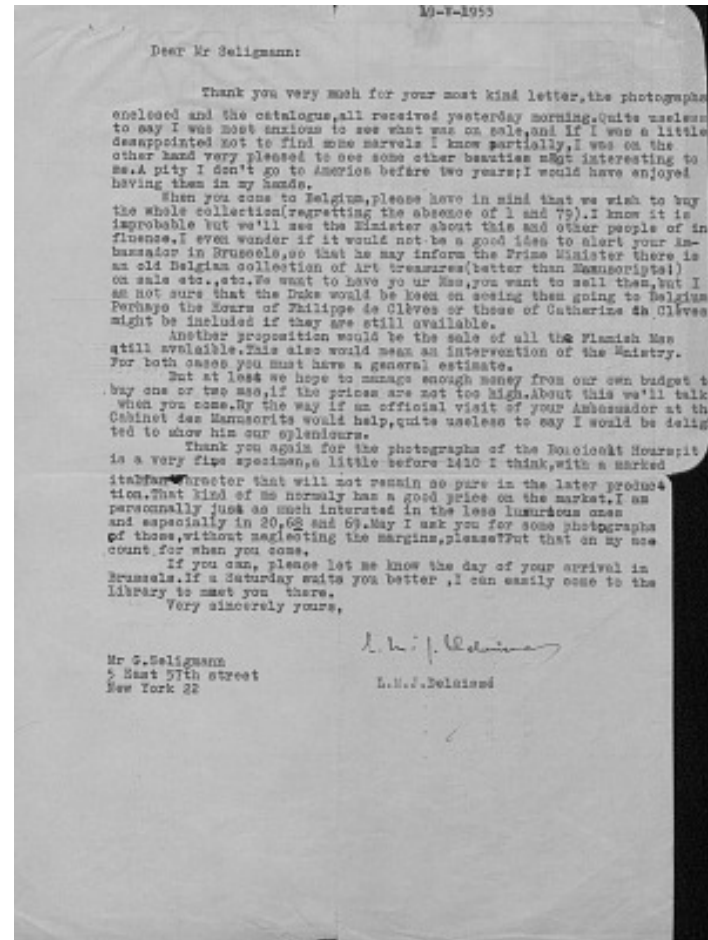 19-V-1953
Dear Mr Seligmann:
Thank you very much for your most kind letter,the photographs
enclosed and the catalogue,all received yesterday morning.Quite useless
to say I was most anxious to see what was on sale,and if I was a little
desappointed not to find some marvels I know partially,I was on the
other hand very pleased to see some other beauties most interesting to
me.A pity I don't go to America before two years;I would have enjoyed
having them in my hands.
When you come to Belgium,please have in mind that we wish to buy
the whole collection(regretting the absence of 1 and 79).I know it is
improbable but we'll see the Minister about this and other people of in
fluence.I even wonder if it would not be a good idea to alert your Am-
bassador in Brussels,so that he may inform the Prime Minister there is
an old Belgian collection of Art treasures(better than Manuscripts!)
on sale etc.,etc.We want to have yo ur Mss,you want to sell them,but I
am not sure that the Duke would be keen on seeing them going to Belgium
Perhaps the Hours of Philippe de Clèves or those of Catherine de Clèves
might be included if they are still available.
Another proposition would be the sale of all the Flamish Mss
still avalaible.This also would mean an intervention of the Mnistry.
For both cases you must have a general estimate.
But at least we hope to manage enough money from our own budget t
buy one or two mss,if the prices are not too high.About this we'll talk
when you come.By the way if an official visit of your Ambassador at th
Cabinet des Manuscrits would help,quite useless to say I would be delig
ted to show him our splendours.
Thank you again for the photographs of the Boucicault Hours;it
is a very fine specimen,a little before 1410 I think,with a marked
italian character that will not remain so pure in the later produc
tion.That kind of ms normaly has a good price on the market.I am
personnally just as much intersted in the less luxurious ones
and especially in 20,68 and 69.May I ask you for some photographs
of those,without neglecting the margins,please?Put that on my acc
count for when you come.
If you can, please let me know the day of your arrival in
Brussels.If a Saturday suits you better ,I can easily come to the
Library to meet you there.
Very sincerely yours,
Mr G.Seligmann
5 East 57th street
New York 22
L.M.J.Delaissé